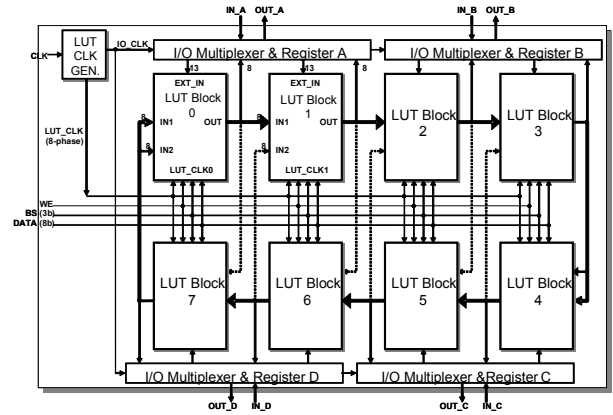 IN_A OUT_A IN_B OUT_B
CLK
LUT
CLK
GEN.
IO_CLK
I/O Multiplexer & Register A
I/O Multiplexer & Register B
13 8 13 8
EXT_IN
LUT Block
0
8 IN1 OUT
8 IN2
LUT_CLK0
EXT_IN
LUT Block
1
8 IN1 OUT
8 IN2
LUT_CLK1
LUT Block
2
LUT Block
3
LUT_CLK
(8-phase)
WE
BS (3b)
DATA (8b)
LUT Block
7
LUT Block
6
LUT Block
5
LUT Block
4
I/O Multiplexer & Register D
I/O Multiplexer &Register C
OUT_D IN_D OUT_C IN_C